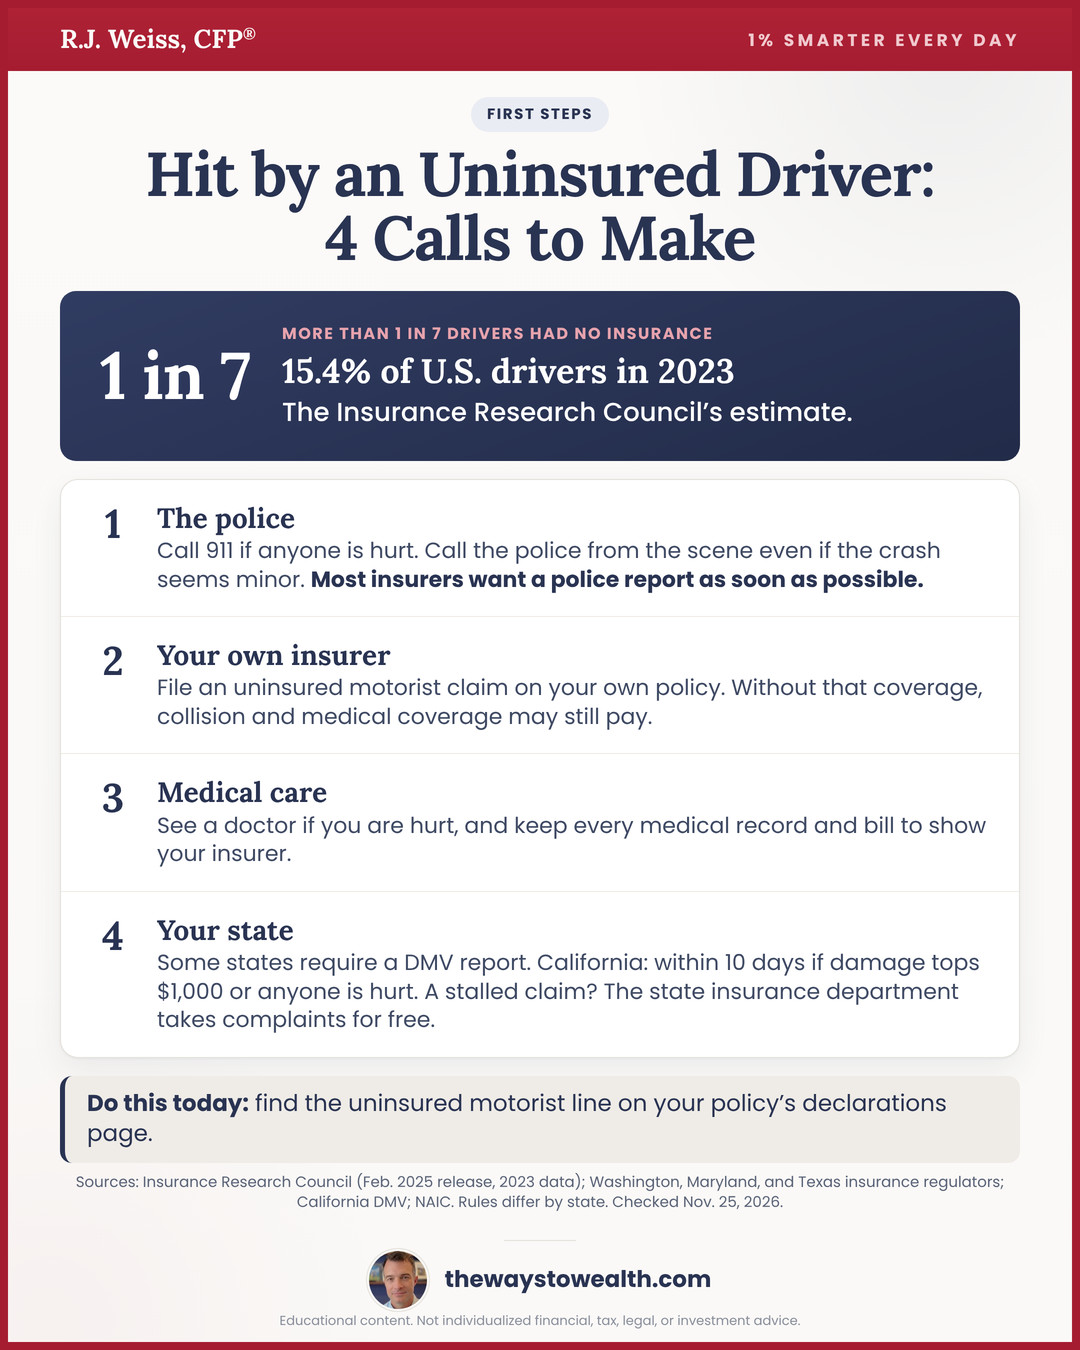 R.J. Weiss, CFP®
1% SMARTER EVERY DAY
FIRST STEPS
Hit by an Uninsured Driver:
4 Calls to Make
1 in 7
MORE THAN 1 IN 7 DRIVERS HAD NO INSURANCE
15.4% of U.S. drivers in 2023
The Insurance Research Council’s estimate.
1
The police
Call 911 if anyone is hurt. Call the police from the scene even if the crash
seems minor. Most insurers want a police report as soon as possible.
2
Your own insurer
File an uninsured motorist claim on your own policy. Without that coverage,
collision and medical coverage may still pay.
3
Medical care
See a doctor if you are hurt, and keep every medical record and bill to show
your insurer.
4
Your state
Some states require a DMV report. California: within 10 days if damage tops
$1,000 or anyone is hurt. A stalled claim? The state insurance department
takes complaints for free.
Do this today: find the uninsured motorist line on your policy’s declarations
page.
Sources: Insurance Research Council (Feb. 2025 release, 2023 data); Washington, Maryland, and Texas insurance regulators;
California DMV; NAIC. Rules differ by state. Checked Nov. 25, 2026.
thewaystowealth.com
Educational content. Not individualized financial, tax, legal, or investment advice.